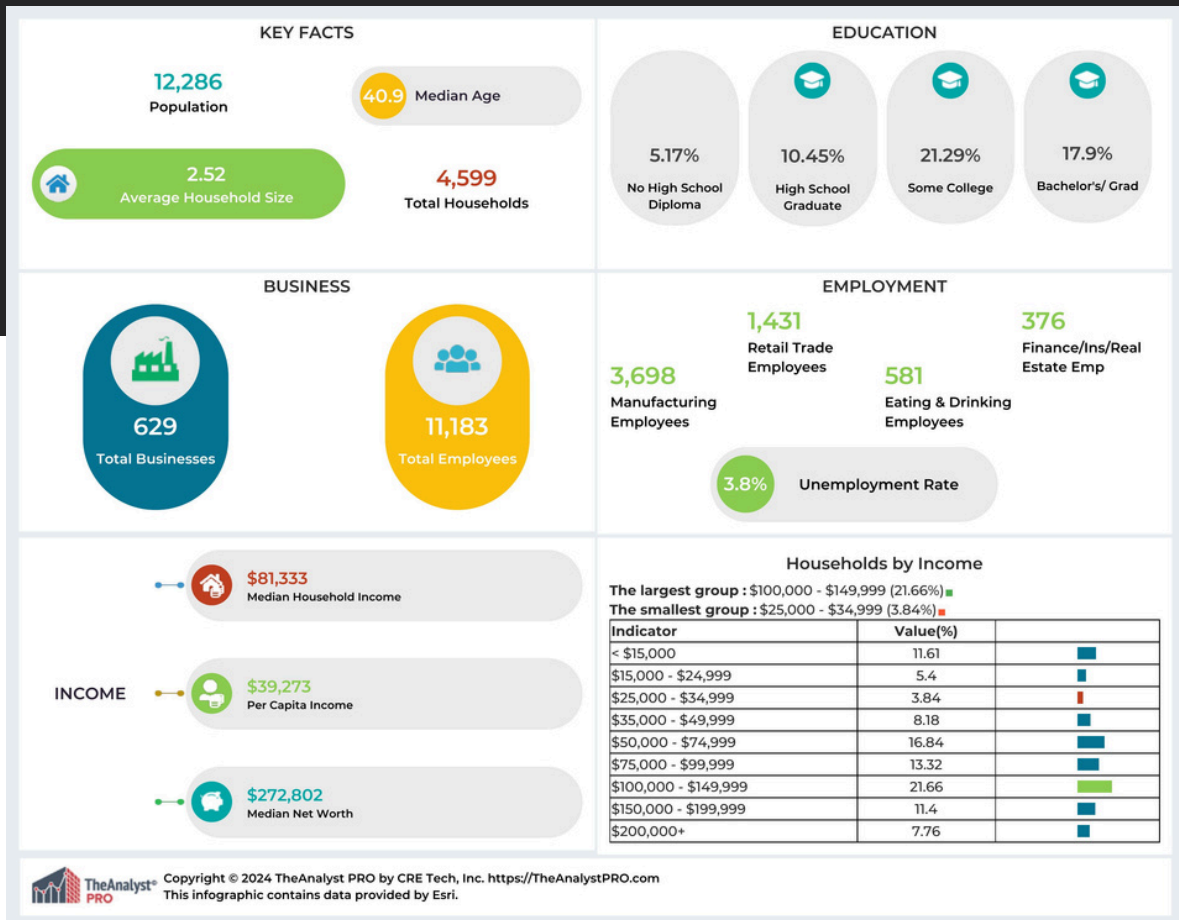 KEY FACTS
12,286
Population
40.9 Median Age
2.52
Average Household Size
4,599
Total Households
EDUCATION
5.17%
No High School
Diploma
10.45%
High School
Graduate
21.29%
Some College
17.9%
Bachelor's/ Grad
BUSINESS
629
Total Businesses
11,183
Total Employees
EMPLOYMENT
3,698
Manufacturing
Employees
1,431
Retail Trade
Employees
581
Eating & Drinking
Employees
376
Finance/Ins/Real
Estate Emp
3.8% Unemployment Rate
INCOME
$81,333
Median Household Income
$39,273
Per Capita Income
$272,802
Median Net Worth
Households by Income
The largest group : $100,000 - $149,999 (21.66%)
The smallest group : $25,000 - $34,999 (3.84%)
Indicator Value(%)
< $15,000 11.61
$15,000 - $24,999 5.4
$25,000 - $34,999 3.84
$35,000 - $49,999 8.18
$50,000 - $74,999 16.84
$75,000 - $99,999 13.32
$100,000 - $149,999 21.66
$150,000 - $199,999 11.4
$200,000+ 7.76
TheAnalyst®
PRO
Copyright © 2024 TheAnalyst PRO by CRE Tech, Inc. https://TheAnalystPRO.com
This infographic contains data provided by Esri.